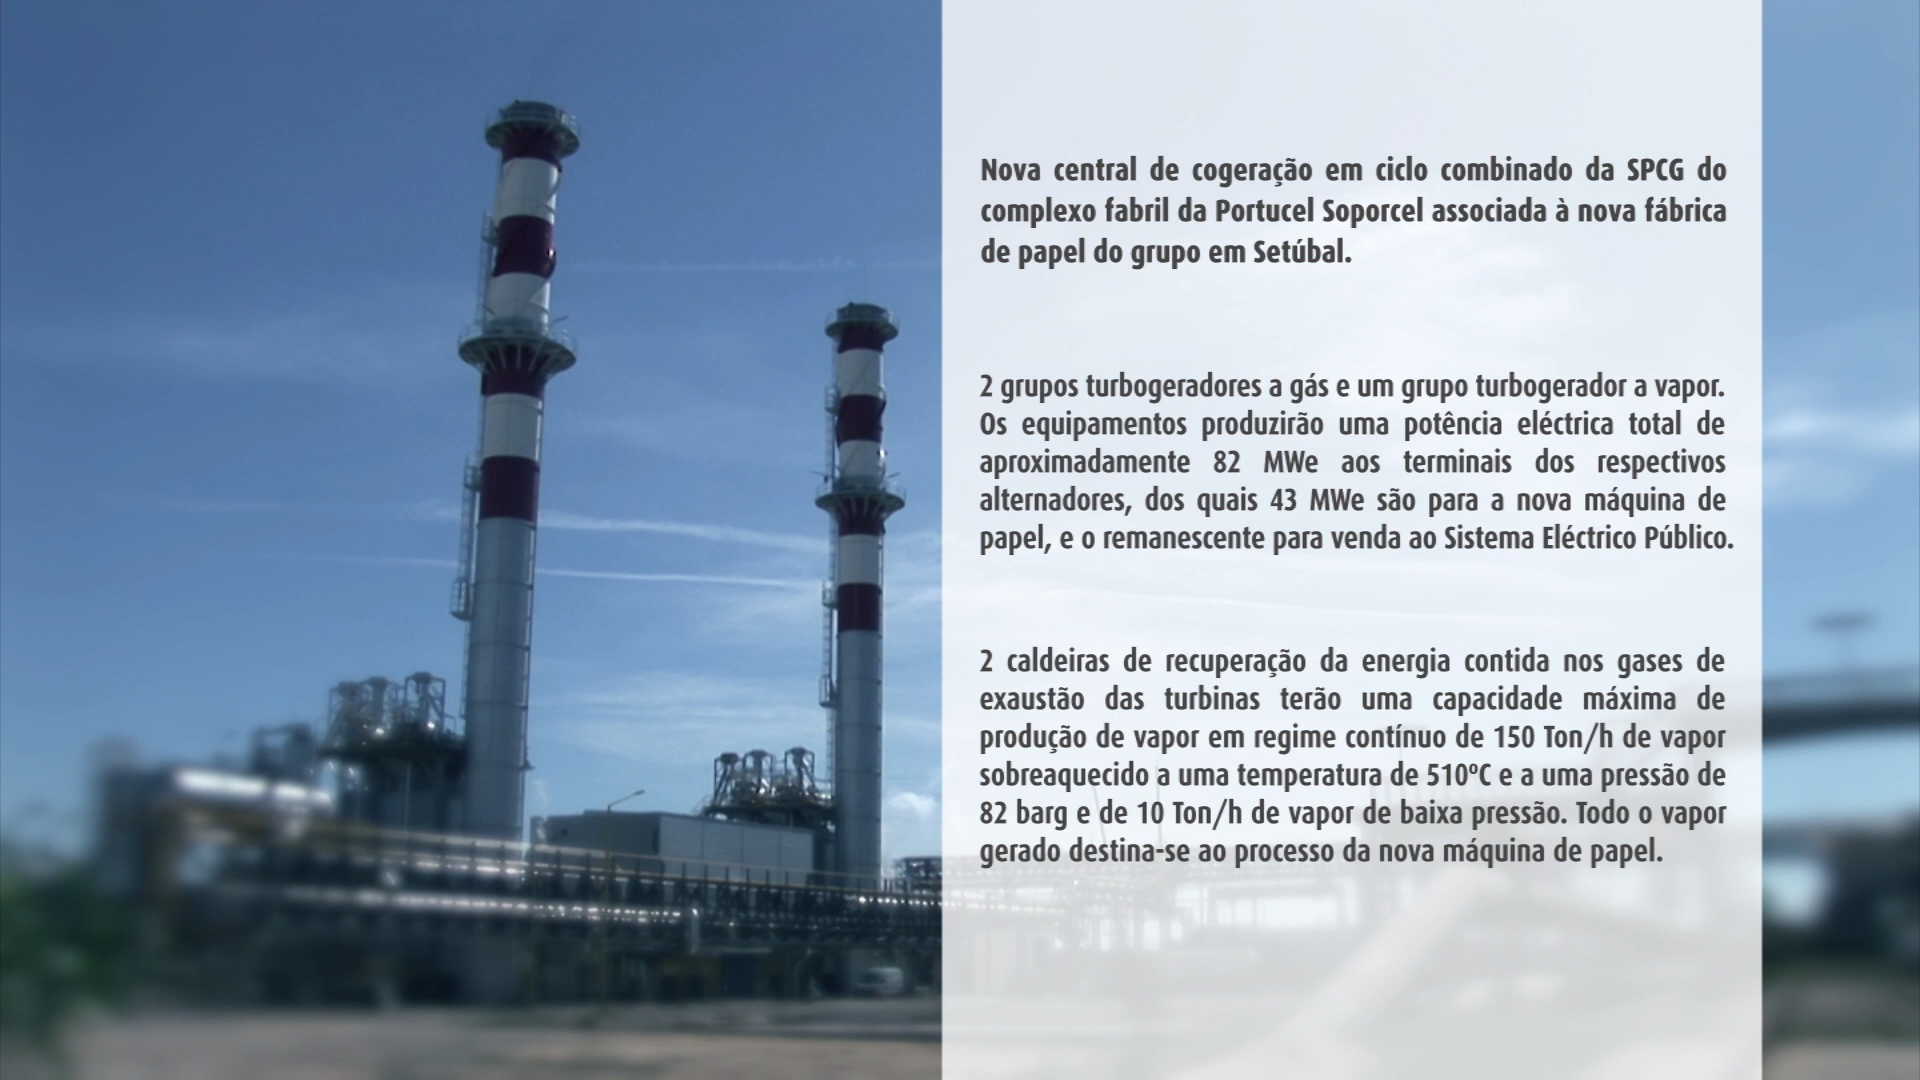 Nova central de cogeração em ciclo combinado da SPCG do
complexo fabril da Portucel Soporcel associada à nova fábrica
de papel do grupo em Setúbal.
2 grupos turbogeradores a gás e um grupo turbogerador a vapor.
Os equipamentos produzirão uma potência eléctrica total de
aproximadamente 82 MWe aos terminais dos respectivos
alternadores, dos quais 43 MWe são para a nova máquina de
papel, e o remanescente para venda ao Sistema Eléctrico Público.
2 caldeiras de recuperação da energia contida nos gases de
exaustão das turbinas terão uma capacidade máxima de
produção de vapor em regime contínuo de 150 Ton/h de vapor
sobreaquecido a uma temperatura de 510ºC e a uma pressão de
82 barg e de 10 Ton/h de vapor de baixa pressão. Todo o vapor
gerado destina-se ao processo da nova máquina de papel.